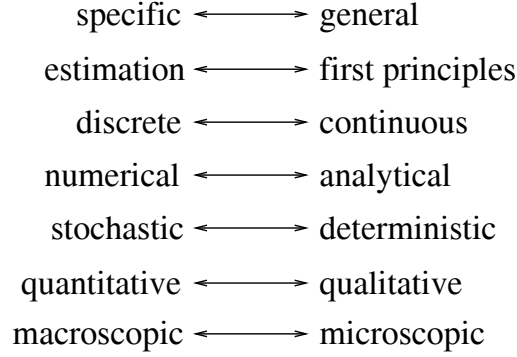 specific ⟷ general
estimation ⟷ first principles
discrete ⟷ continuous
numerical ⟷ analytical
stochastic ⟷ deterministic
quantitative ⟷ qualitative
macroscopic ⟷ microscopic